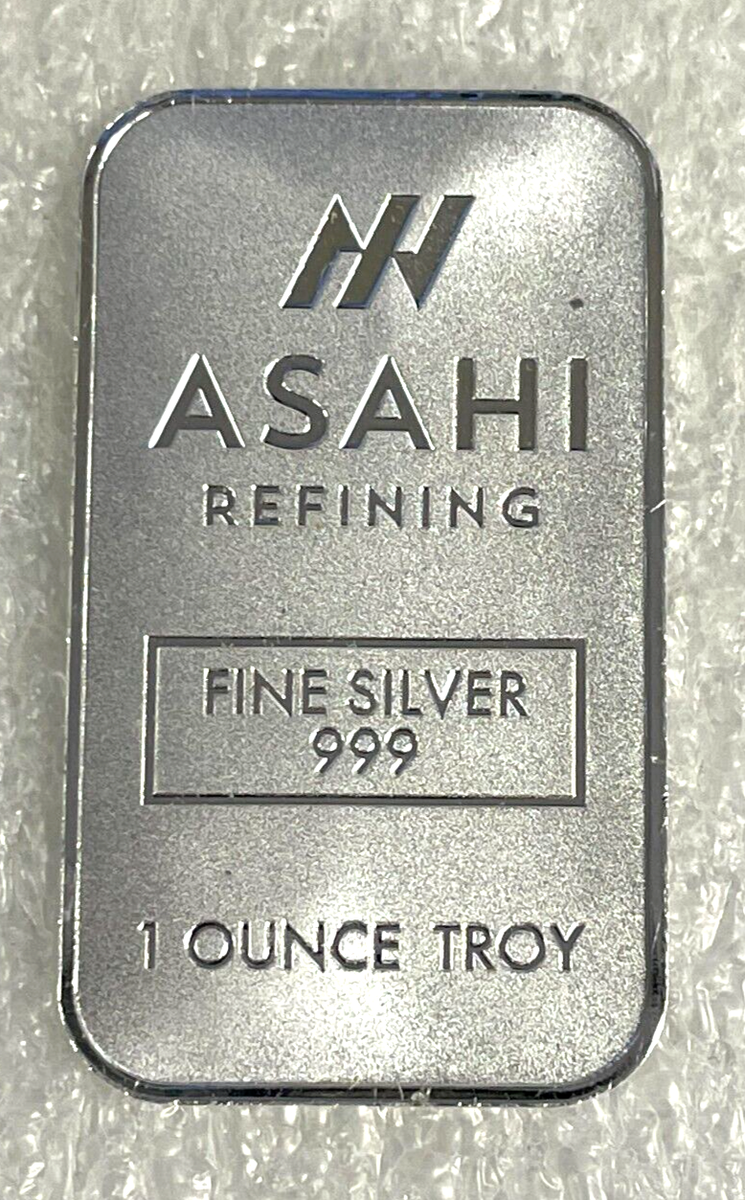 ASAHI
REFINING
FINE SILVER
999
1 OUNCE TROY